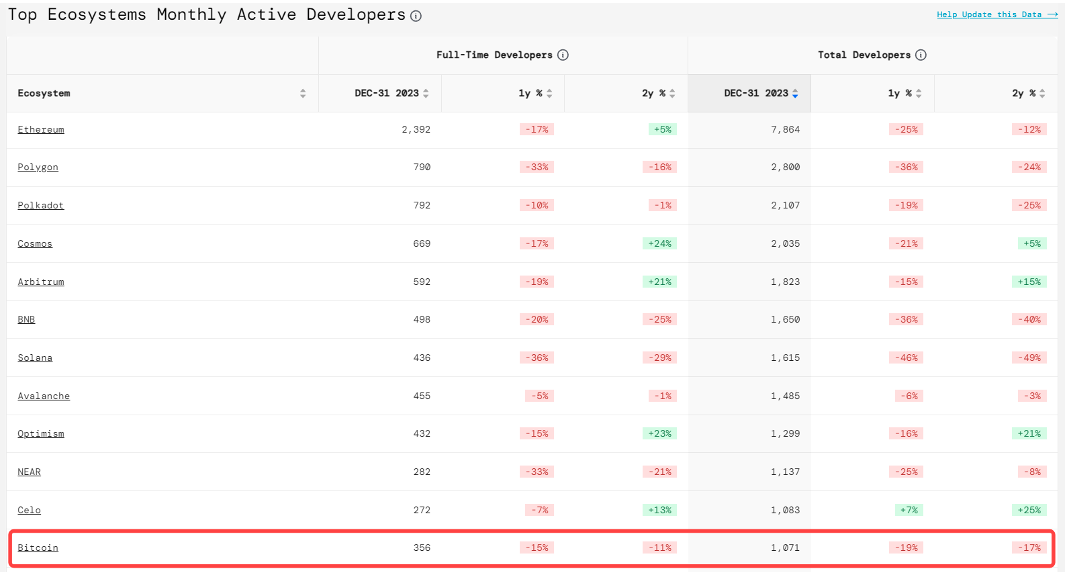 Top Ecosystems Monthly Active Developers
Help Update this Data →
Full-Time Developers Total Developers
Ecosystem DEC-31 2023 1y % 2y % DEC-31 2023 1y % 2y %
Ethereum 2,392 -17% +5% 7,864 -25% -12%
Polygon 790 -33% -16% 2,800 -36% -24%
Polkadot 792 -10% -1% 2,107 -19% -25%
Cosmos 669 -17% +24% 2,035 -21% +5%
Arbitrum 592 -19% +21% 1,823 -15% +15%
BNB 498 -20% -25% 1,650 -36% -40%
Solana 436 -36% -29% 1,615 -46% -49%
Avalanche 455 -5% -1% 1,485 -6% -3%
Optimism 432 -15% +23% 1,299 -16% +21%
NEAR 282 -33% -21% 1,137 -25% -8%
Celo 272 -7% +13% 1,083 +7% +25%
Bitcoin 356 -15% -11% 1,071 -19% -17%